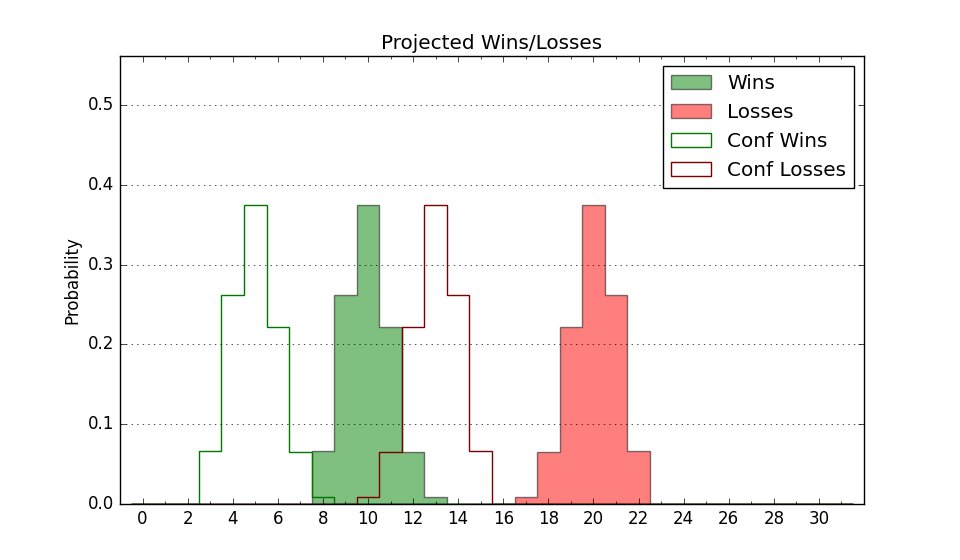 Projected Wins/Losses
Wins
Losses
Conf Wins
Conf Losses
Probability
0.5
0.4
0.3
0.2
0.1
0.0
0 2 4 6 8 10 12 14 16 18 20 22 24 26 28 30